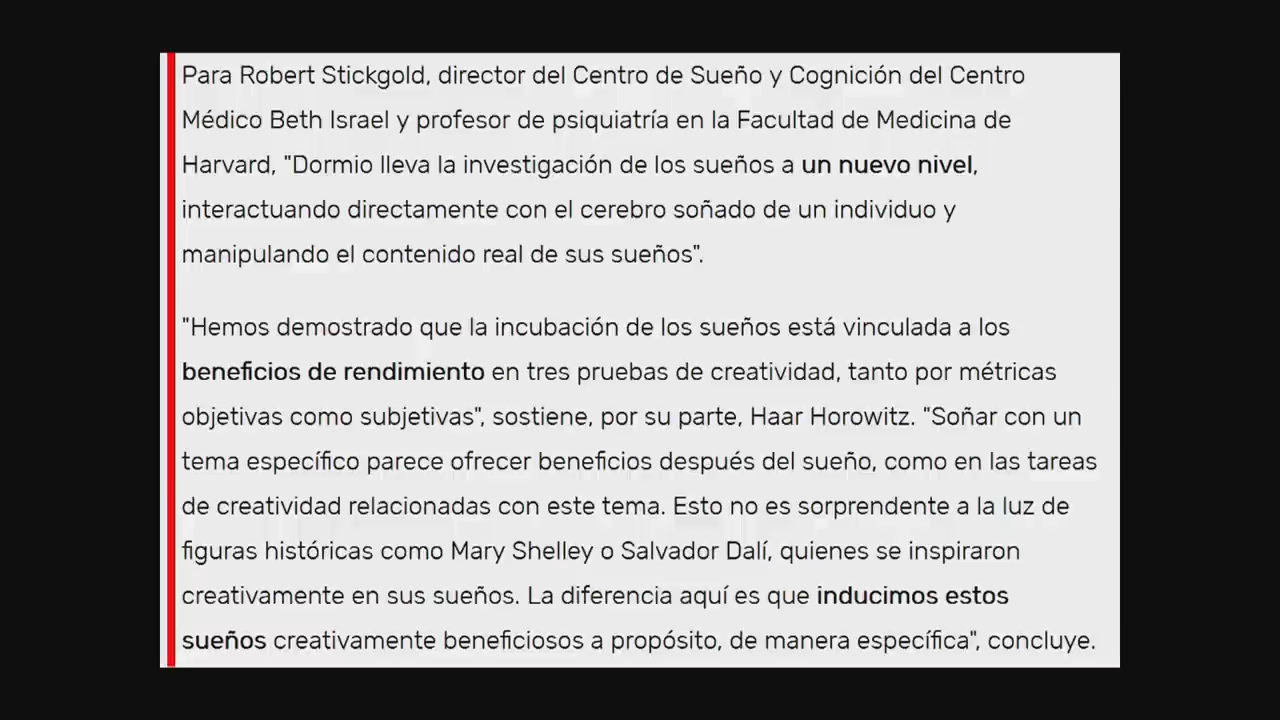 Para Robert Stickgold, director del Centro de Sueño y Cognición del Centro
Médico Beth Israel y profesor de psiquiatría en la Facultad de Medicina de
Harvard, "Dormio lleva la investigación de los sueños a un nuevo nivel,
interactuando directamente con el cerebro soñado de un individuo y
manipulando el contenido real de sus sueños".
"Hemos demostrado que la incubación de los sueños está vinculada a los
beneficios de rendimiento en tres pruebas de creatividad, tanto por métricas
objetivas como subjetivas", sostiene, por su parte, Haar Horowitz. "Soñar con un
tema específico parece ofrecer beneficios después del sueño, como en las tareas
de creatividad relacionadas con este tema. Esto no es sorprendente a la luz de
figuras históricas como Mary Shelley o Salvador Dalí, quienes se inspiraron
creativamente en sus sueños. La diferencia aquí es que inducimos estos
sueños creativamente beneficiosos a propósito, de manera específica", concluye.